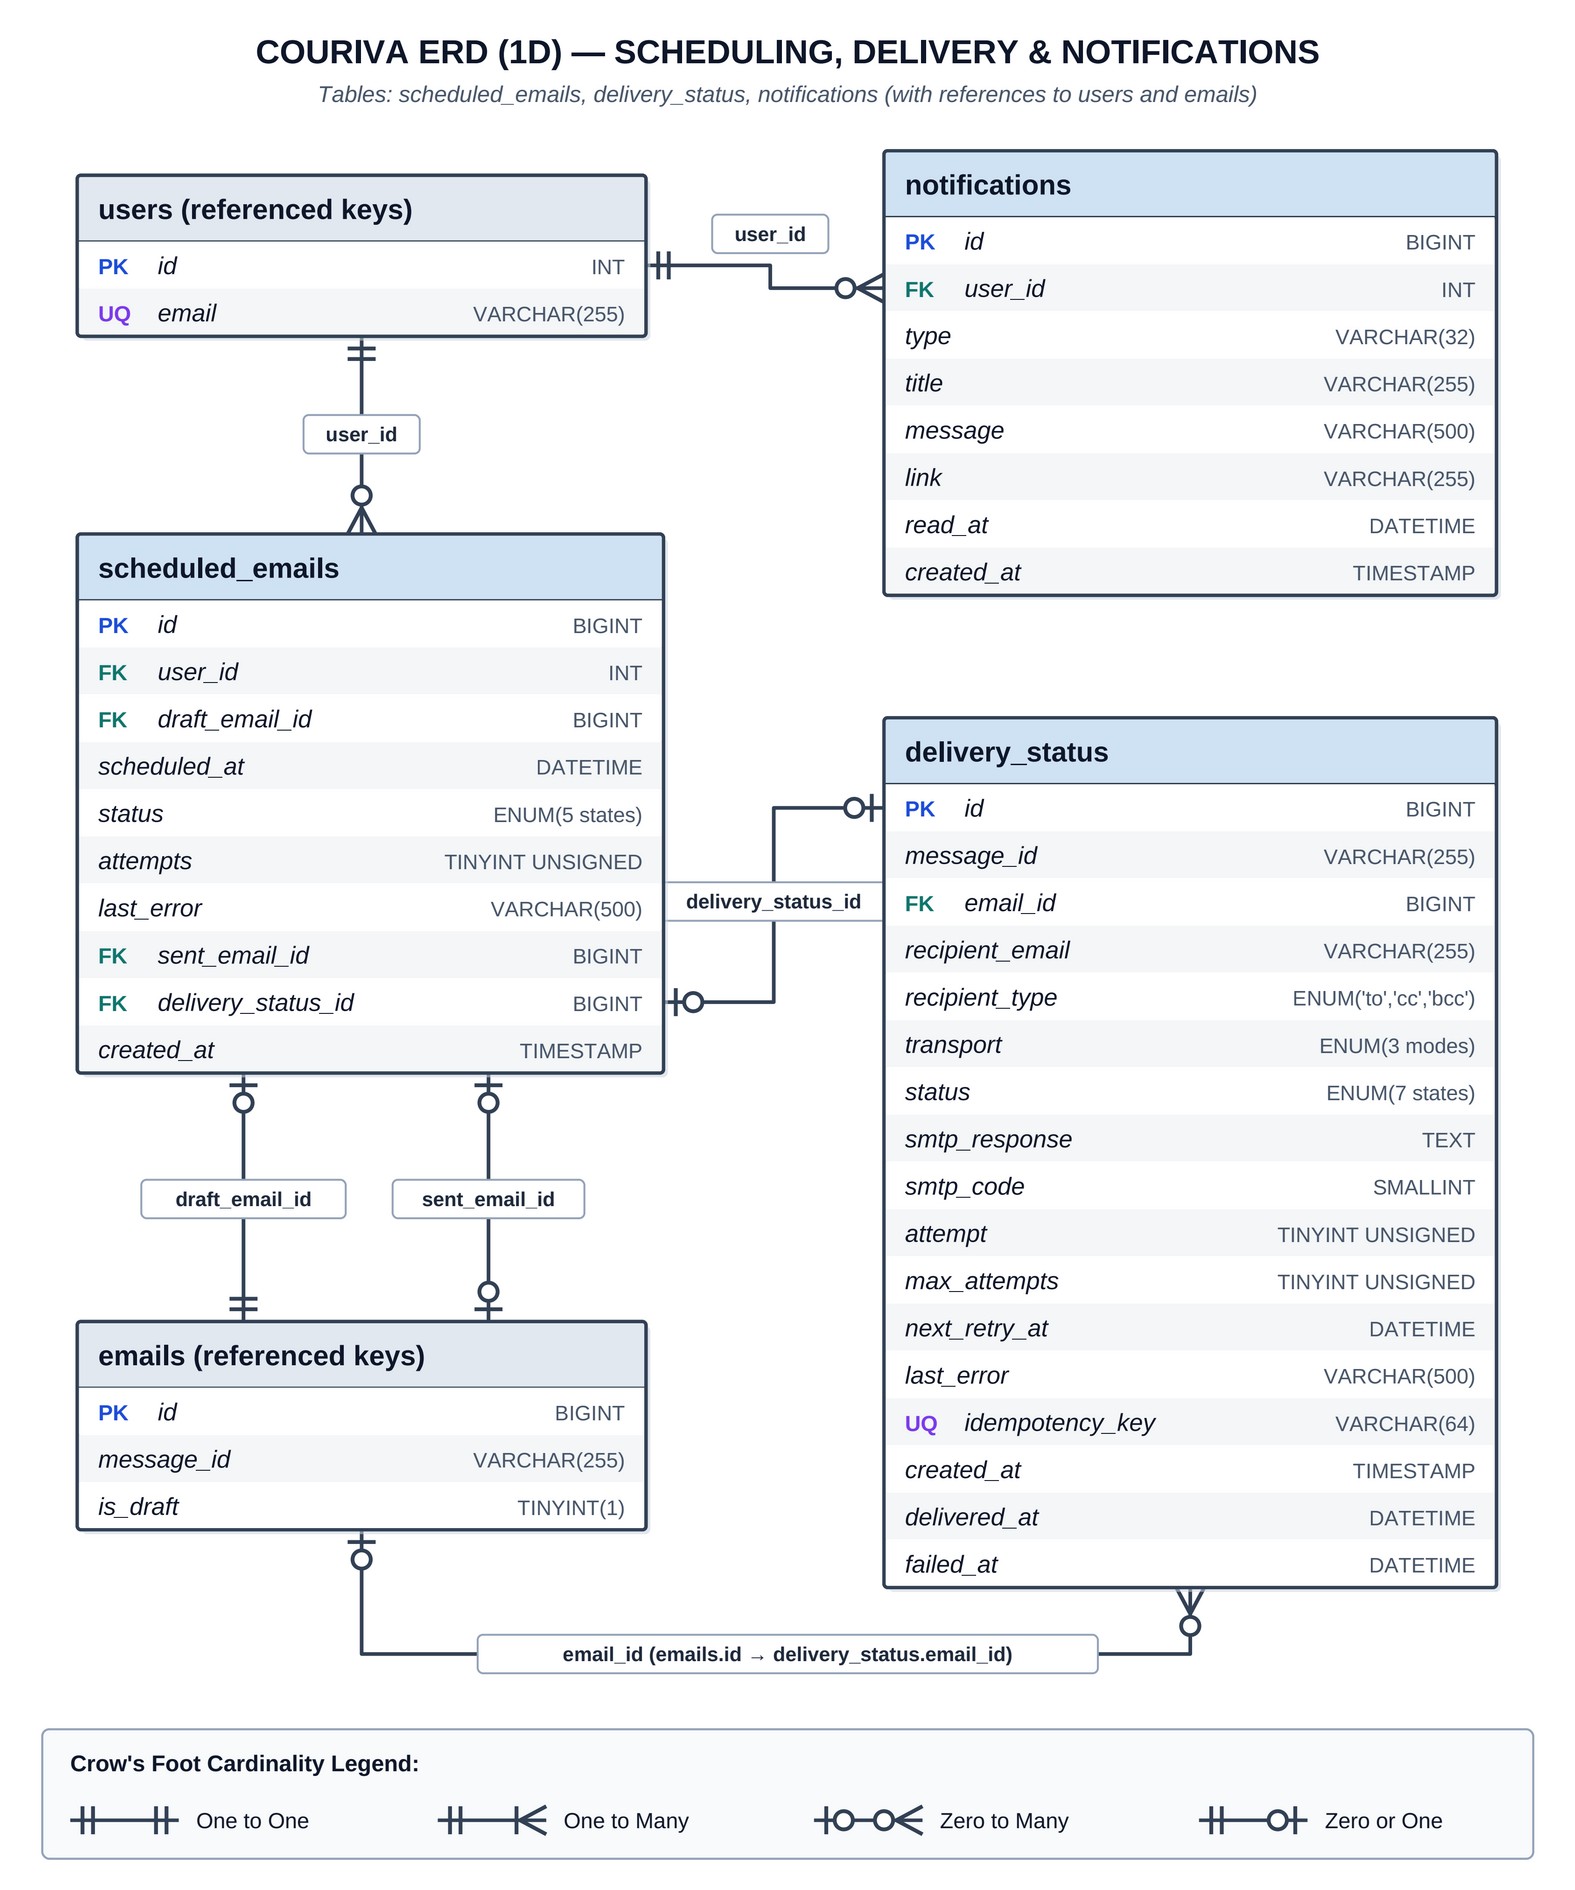 COURIVA ERD (1D) — SCHEDULING, DELIVERY & NOTIFICATIONS
Tables: scheduled_emails, delivery_status, notifications (with references to users and emails)
users (referenced keys)
PK id INT
UQ email VARCHAR(255)
user_id
notifications
PK id BIGINT
FK user_id INT
type VARCHAR(32)
title VARCHAR(255)
message VARCHAR(500)
link VARCHAR(255)
read_at DATETIME
created_at TIMESTAMP
user_id
scheduled_emails
PK id BIGINT
FK user_id INT
FK draft_email_id BIGINT
scheduled_at DATETIME
status ENUM(5 states)
attempts TINYINT UNSIGNED
last_error VARCHAR(500)
FK sent_email_id BIGINT
FK delivery_status_id BIGINT
created_at TIMESTAMP
delivery_status_id
delivery_status
PK id BIGINT
message_id VARCHAR(255)
FK email_id BIGINT
recipient_email VARCHAR(255)
recipient_type ENUM('to','cc','bcc')
transport ENUM(3 modes)
status ENUM(7 states)
smtp_response TEXT
smtp_code SMALLINT
attempt TINYINT UNSIGNED
max_attempts TINYINT UNSIGNED
next_retry_at DATETIME
last_error VARCHAR(500)
UQ idempotency_key VARCHAR(64)
created_at TIMESTAMP
delivered_at DATETIME
failed_at DATETIME
draft_email_id
sent_email_id
emails (referenced keys)
PK id BIGINT
message_id VARCHAR(255)
is_draft TINYINT(1)
email_id (emails.id → delivery_status.email_id)
Crow's Foot Cardinality Legend:
One to One
One to Many
Zero to Many
Zero or One